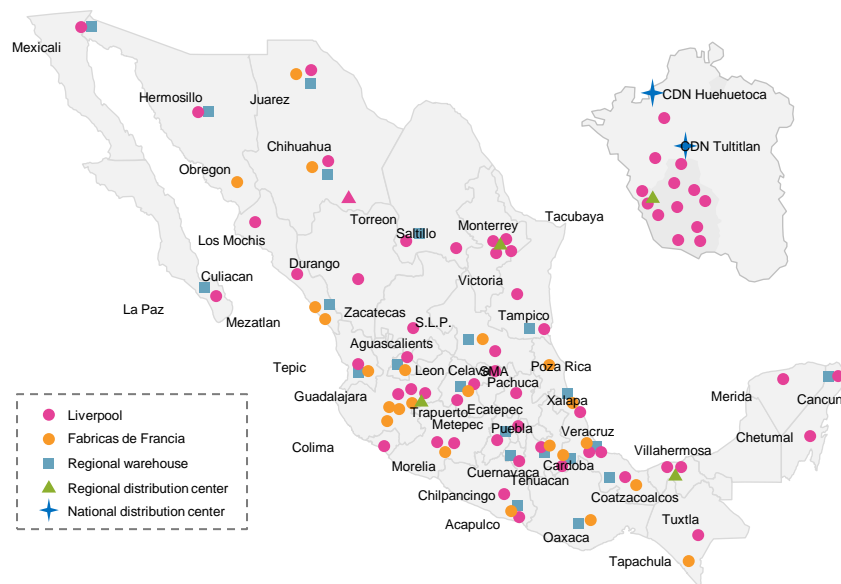 Mexicali
Hermosillo
Juarez
CDN Huehuetoca
CDN Tultitlan
Chihuahua
Obregon
Torreon
Saltillo
Monterrey
Tacubaya
Los Mochis
Durango
Culiacan
Victoria
La Paz
Mezatlan
Zacatecas
S.L.P.
Tampico
Aguascalients
Tepic
Leon
Celava
SMA
Poza Rica
Pachuca
Guadalajara
Trapuerto
Ecatepec
Xalapa
Merida
Cancun
Metepec
Puebla
Veracruz
Chetumal
Colima
Morelia
Cuernavaca
Cardoba
Villahermosa
Tehuacan
Chilpancingo
Coatzacoalcos
Acapulco
Oaxaca
Tuxtla
Tapachula
Liverpool
Fabricas de Francia
Regional warehouse
Regional distribution center
National distribution center